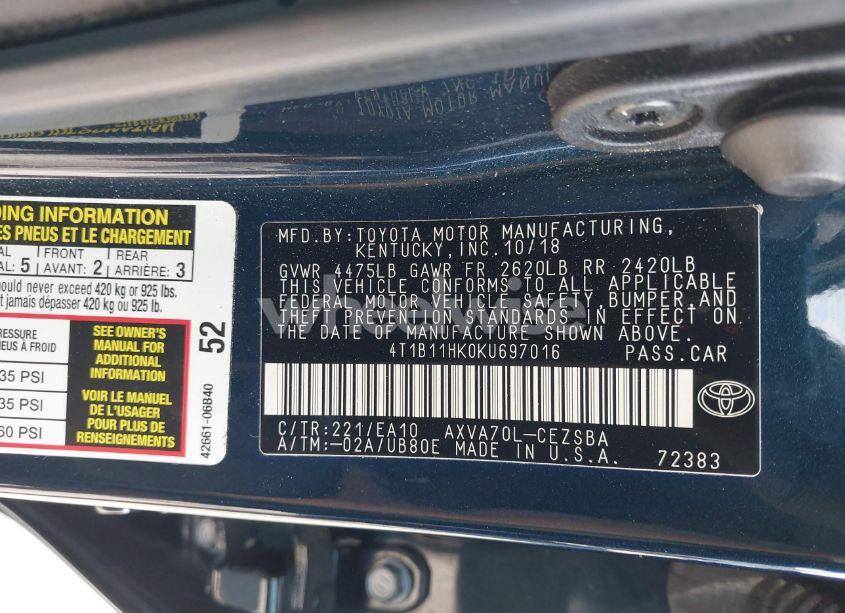 DING INFORMATION
ES PNEUS ET LE CHARGEMENT
AL FRONT REAR
AL: 5 AVANT: 2 ARRIÈRE: 3
hould never exceed 420 kg or 925 lbs.
t jamais dépasser 420 kg ou 925 lb.
RESSURE
NEUS À FROID
35 PSI
35 PSI
60 PSI
SEE OWNER'S
MANUAL FOR
ADDITIONAL
INFORMATION
VOIR LE MANUEL
DE L'USAGER
POUR PLUS DE
RENSEIGNEMENTS
52
42661-06B40
MFD.BY: TOYOTA MOTOR MANUFACTURING,
KENTUCKY, INC. 10/18
GVWR 4475LB GAWR FR 2620LB RR 2420LB
THIS VEHICLE CONFORMS TO ALL APPLICABLE
FEDERAL MOTOR VEHICLE SAFETY, BUMPER, AND
THEFT PREVENTION STANDARDS IN EFFECT ON
THE DATE OF MANUFACTURE SHOWN ABOVE.
4T1B11HK0KU697016 PASS.CAR
C/TR: 221/EA10 AXVA70L-CEZSBA
A/TM: -02A/UB80E MADE IN U.S.A. 72383
TOYOTA
wheewise